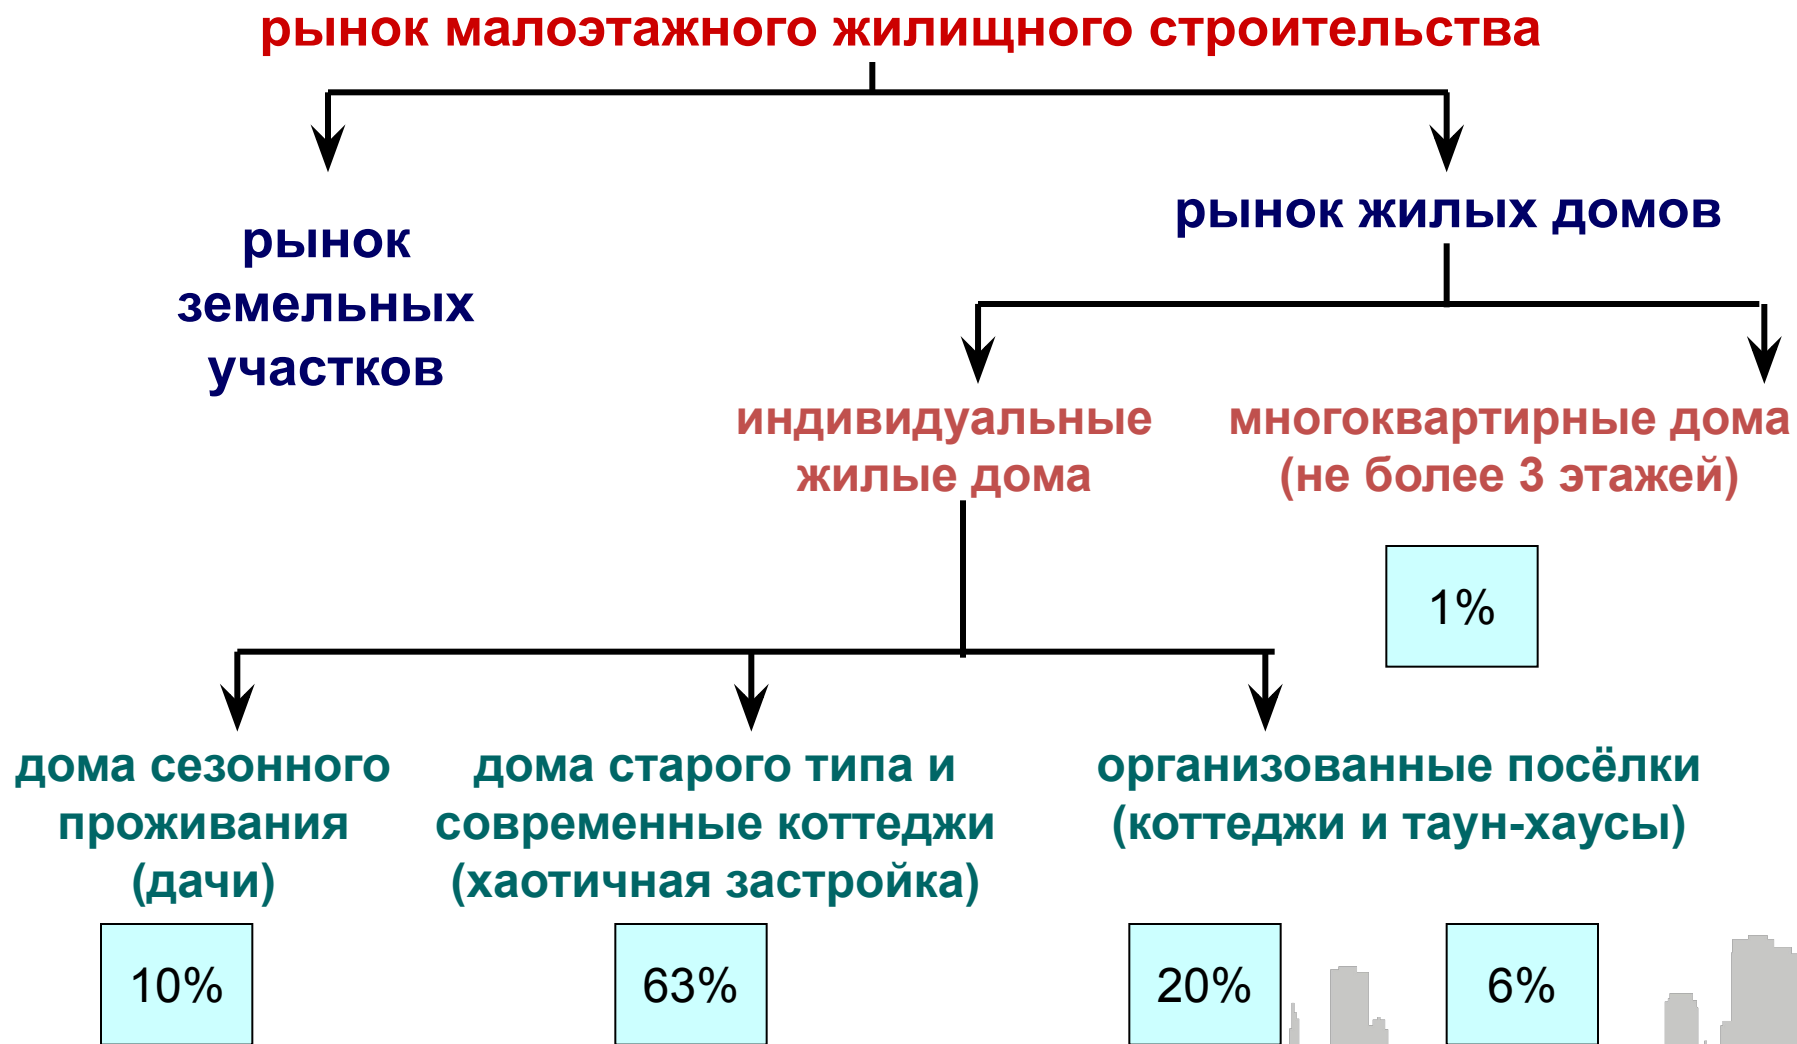 рынок малоэтажного жилищного строительства
рынок
земельных
участков
рынок жилых домов
индивидуальные
жилые дома
многоквартирные дома
(не более 3 этажей)
1%
дома сезонного
проживания
(дачи)
дома старого типа и
современные коттеджи
(хаотичная застройка)
организованные посёлки
(коттеджи и таун-хаусы)
10%
63%
20%
6%